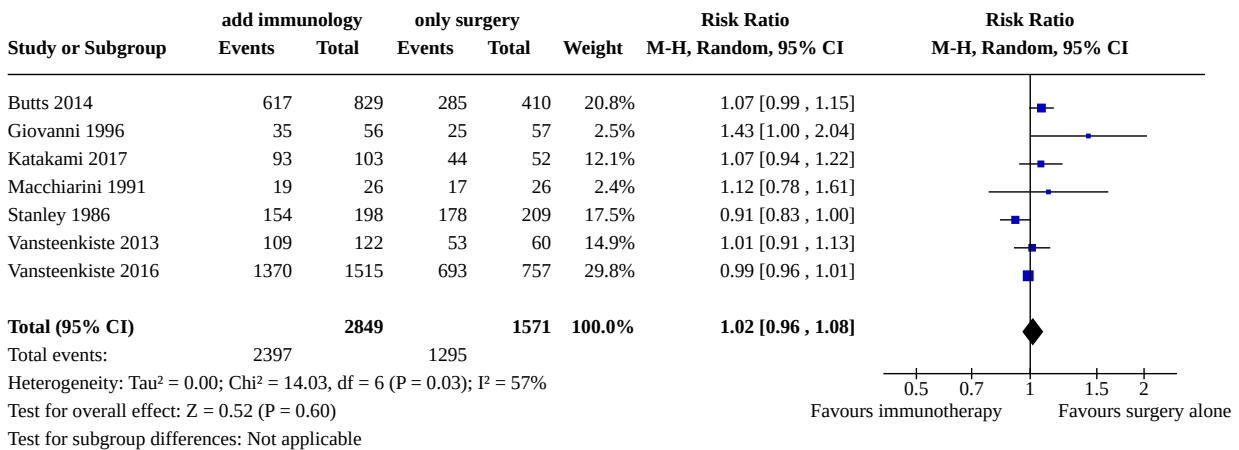 add immunology only surgery Risk Ratio Risk Ratio
Study or Subgroup Events Total Events Total Weight M-H, Random, 95% CI M-H, Random, 95% CI
Butts 2014 617 829 285 410 20.8% 1.07 [0.99 , 1.15]
Giovanni 1996 35 56 25 57 2.5% 1.43 [1.00 , 2.04]
Katakami 2017 93 103 44 52 12.1% 1.07 [0.94 , 1.22]
Macchiarini 1991 19 26 17 26 2.4% 1.12 [0.78 , 1.61]
Stanley 1986 154 198 178 209 17.5% 0.91 [0.83 , 1.00]
Vansteenkiste 2013 109 122 53 60 14.9% 1.01 [0.91 , 1.13]
Vansteenkiste 2016 1370 1515 693 757 29.8% 0.99 [0.96 , 1.01]
Total (95% CI) 2849 1571 100.0% 1.02 [0.96 , 1.08]
Total events: 2397 1295
Heterogeneity: Tau² = 0.00; Chi² = 14.03, df = 6 (P = 0.03); I² = 57%
0.5 0.7 1 1.5 2
Test for overall effect: Z = 0.52 (P = 0.60)
Favours immunotherapy Favours surgery alone
Test for subgroup differences: Not applicable